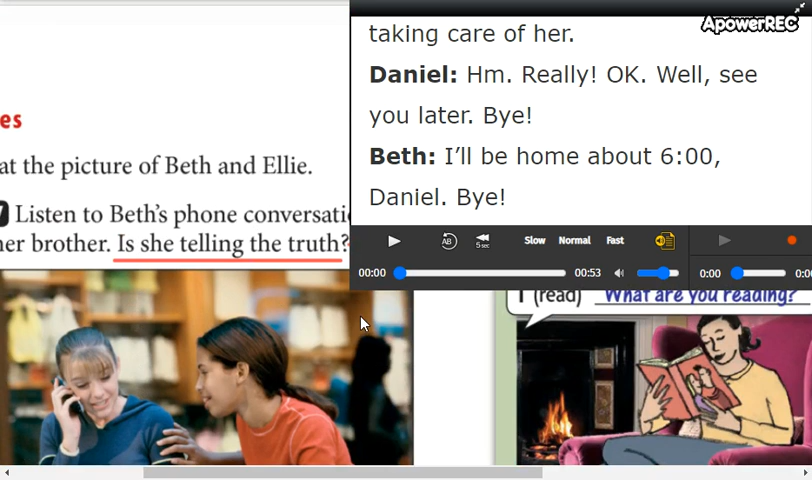 ApowerREC
taking care of her.
Daniel: Hm. Really! OK. Well, see
you later. Bye!
Beth: I'll be home about 6:00,
Daniel. Bye!
AB
5 sec
Slow
Normal
Fast
00:00
00:53
0:00
es
at the picture of Beth and Ellie.
Listen to Beth's phone conversati
her brother. Is she telling the truth?
1 (read) What are you reading?